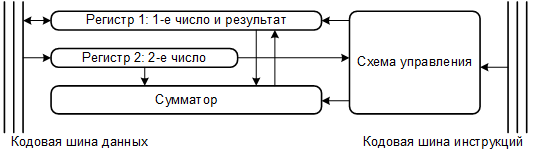 Регистр 1: 1-е число и результат
Регистр 2: 2-е число
Схема управления
Сумматор
Кодовая шина данных
Кодовая шина инструкций